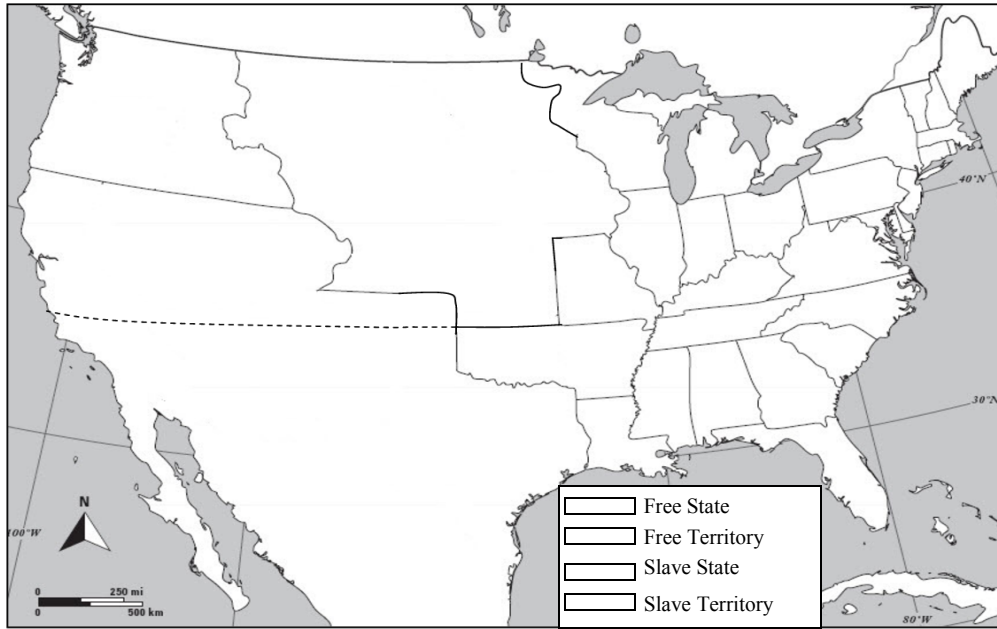 40°N
30°N
N
100°W
0 250 mi
0 500 km
Free State
Free Territory
Slave State
Slave Territory
80°W